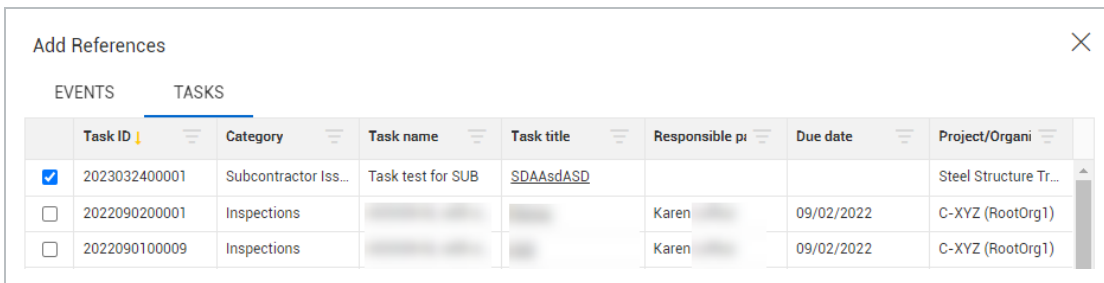 Add References
EVENTS TASKS
Task ID Category Task name Task title Responsible pa Due date Project/Organi
2023032400001 Subcontractor Iss... Task test for SUB SDAAsdASD Steel Structure Tr...
2022090200001 Inspections Karen 09/02/2022 C-XYZ (RootOrg1)
2022090100009 Inspections Karen 09/02/2022 C-XYZ (RootOrg1)